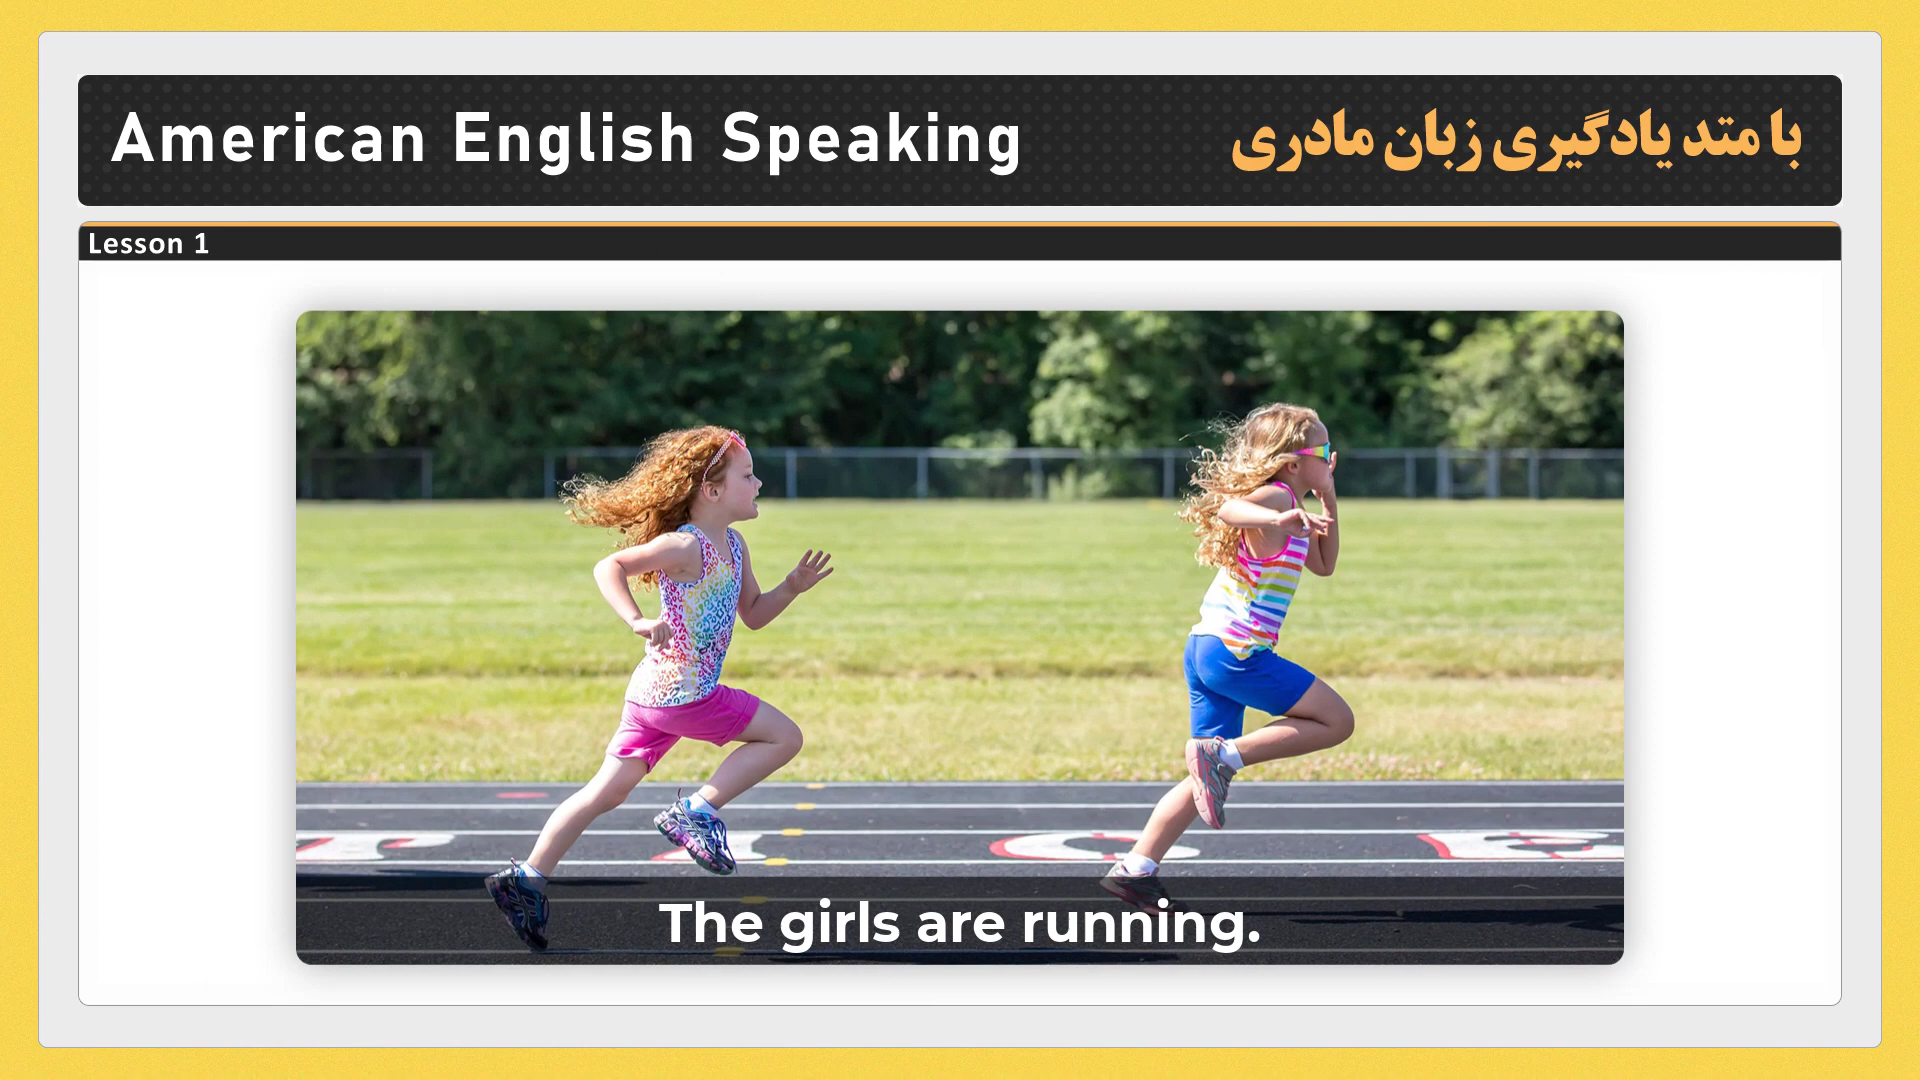 American English Speaking
با متد یادگیری زبان مادری
Lesson 1
The girls are running.